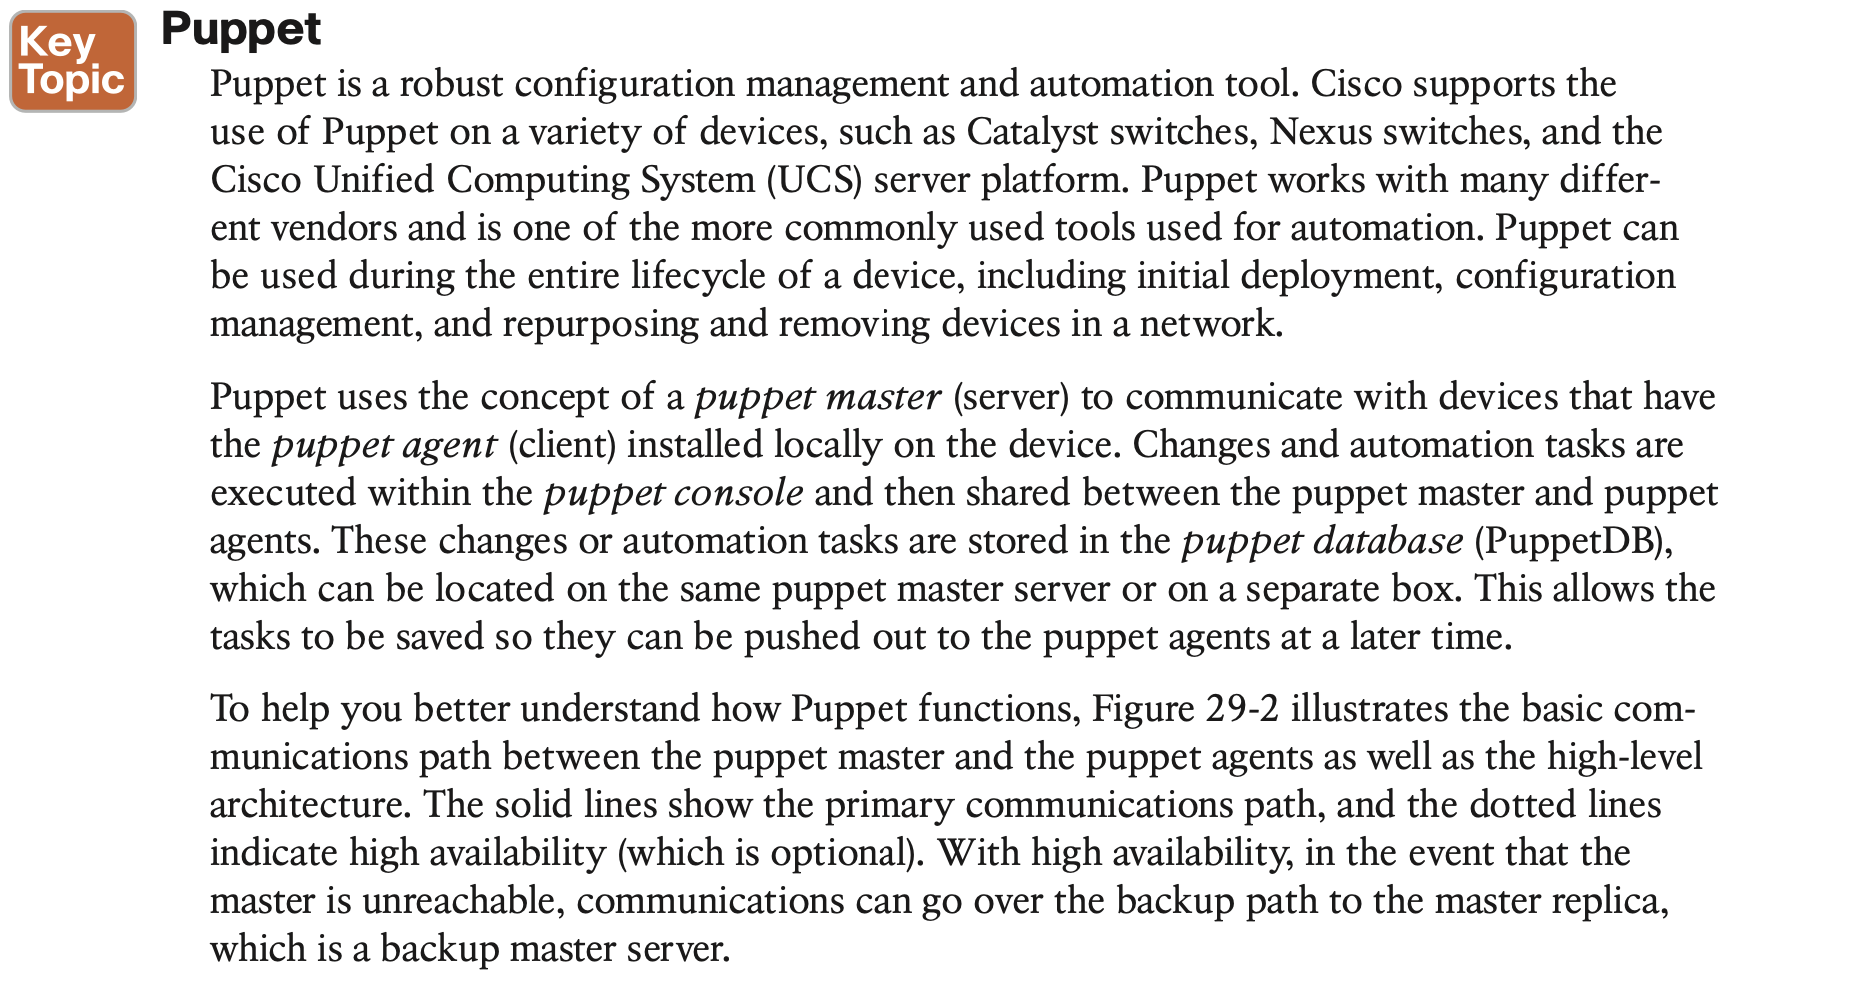 Key
Topic
Puppet
Puppet is a robust configuration management and automation tool. Cisco supports the
use of Puppet on a variety of devices, such as Catalyst switches, Nexus switches, and the
Cisco Unified Computing System (UCS) server platform. Puppet works with many differ-
ent vendors and is one of the more commonly used tools used for automation. Puppet can
be used during the entire lifecycle of a device, including initial deployment, configuration
management, and repurposing and removing devices in a network.
Puppet uses the concept of a puppet master (server) to communicate with devices that have
the puppet agent (client) installed locally on the device. Changes and automation tasks are
executed within the puppet console and then shared between the puppet master and puppet
agents. These changes or automation tasks are stored in the puppet database (PuppetDB),
which can be located on the same puppet master server or on a separate box. This allows the
tasks to be saved so they can be pushed out to the puppet agents at a later time.
To help you better understand how Puppet functions, Figure 29-2 illustrates the basic com-
munications path between the puppet master and the puppet agents as well as the high-level
architecture. The solid lines show the primary communications path, and the dotted lines
indicate high availability (which is optional). With high availability, in the event that the
master is unreachable, communications can go over the backup path to the master replica,
which is a backup master server.